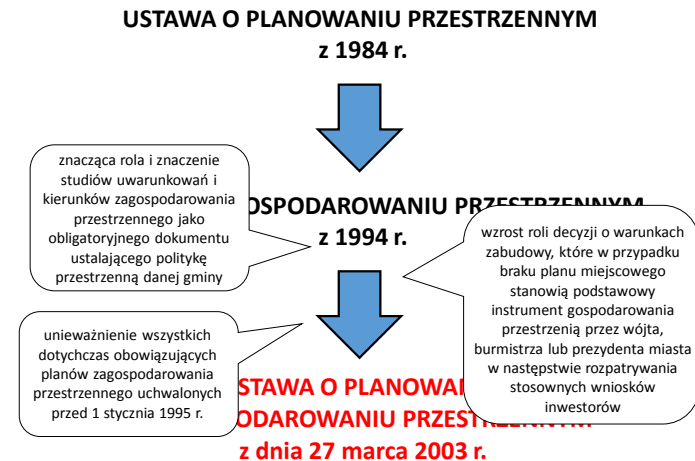 USTAWA O PLANOWANIU PRZESTRZENNYM
z 1984 r.
znacząca rola i znaczenie
studiów uwarunkowań i
kierunków zagospodarowania
przestrzennego jako
obligatoryjnego dokumentu
ustalającego politykę
przestrzenną danej gminy
OSPODAROWANIU PRZESTRZENNYM
z 1994 r.
wzrost roli decyzji o warunkach
zabudowy, które w przypadku
braku planu miejscowego
stanowią podstawowy
instrument gospodarowania
przestrzenią przez wójta,
burmistrza lub prezydenta miasta
w następstwie rozpatrywania
stosownych wniosków
inwestorów
unieważnienie wszystkich
dotychczas obowiązujących
planów zagospodarowania
przestrzennego uchwalonych
przed 1 stycznia 1995 r.
STAWA O PLANOWA
ODAROWANIU PRZESTRZENNYM
z dnia 27 marca 2003 r.